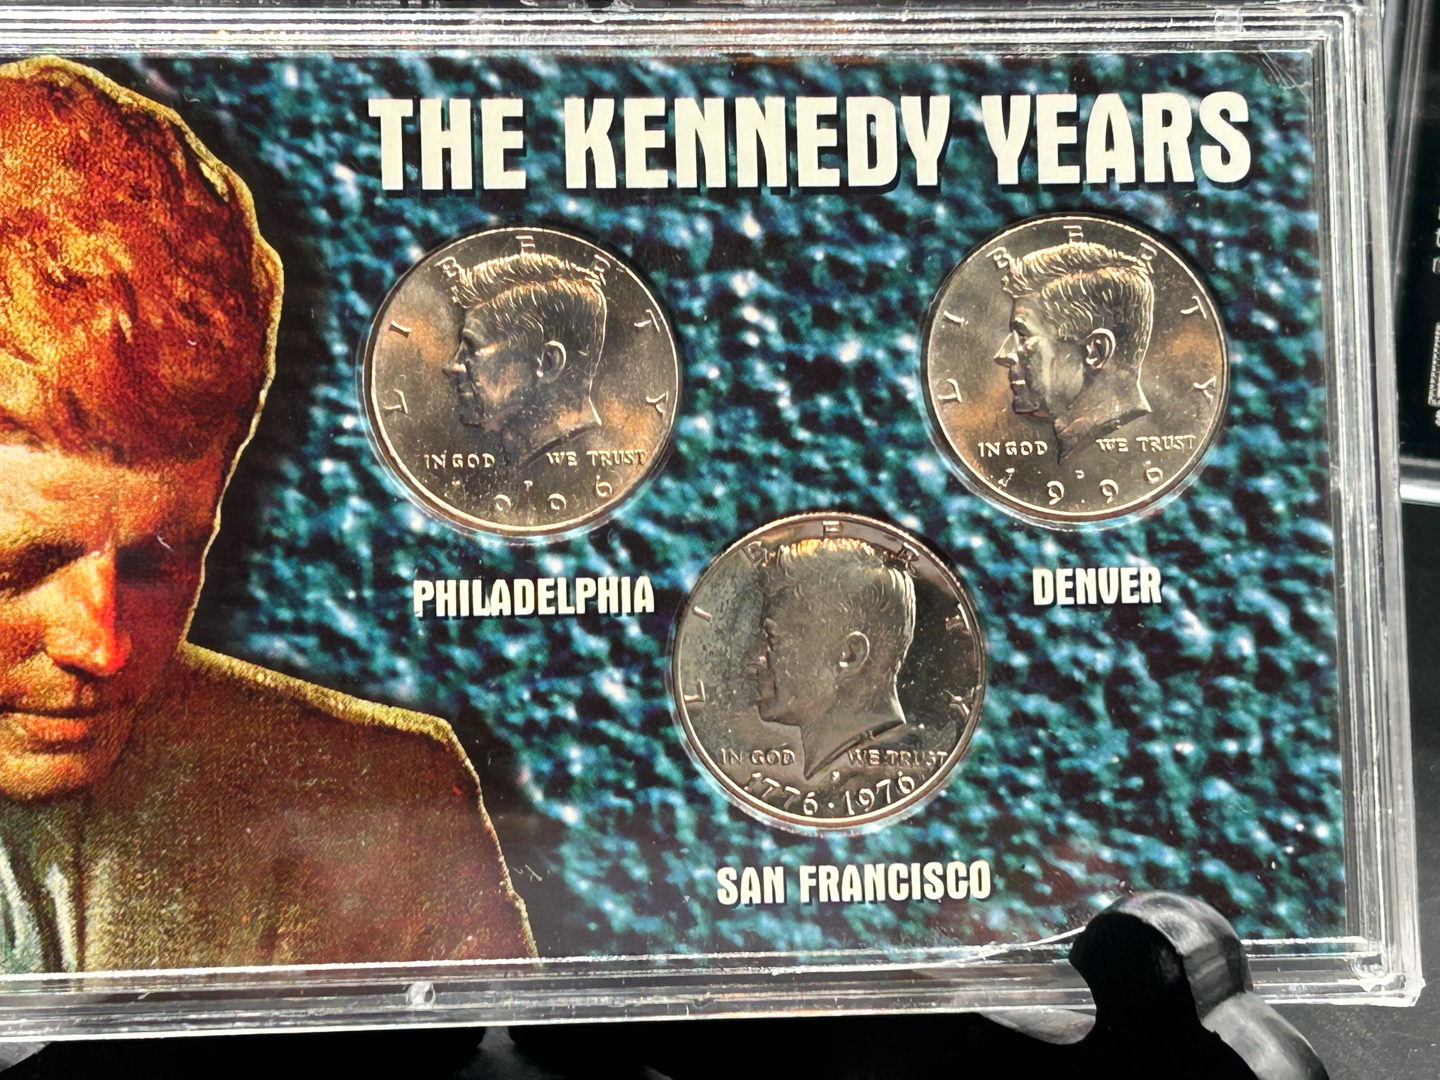 THE KENNEDY YEARS
LIBERTY
IN GOD WE TRUST
LIBERTY
IN GOD WE TRUST
1996
PHILADELPHIA
DENVER
LIBERTY
IN GOD WE TRUST
1776·1976
SAN FRANCISCO